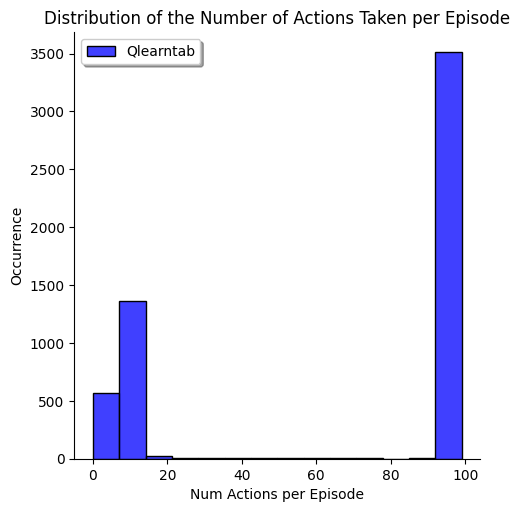 Distribution of the Number of Actions Taken per Episode
Qlearntab
Occurrence
3500
3000
2500
2000
1500
1000
500
0
0 20 40 60 80 100
Num Actions per Episode